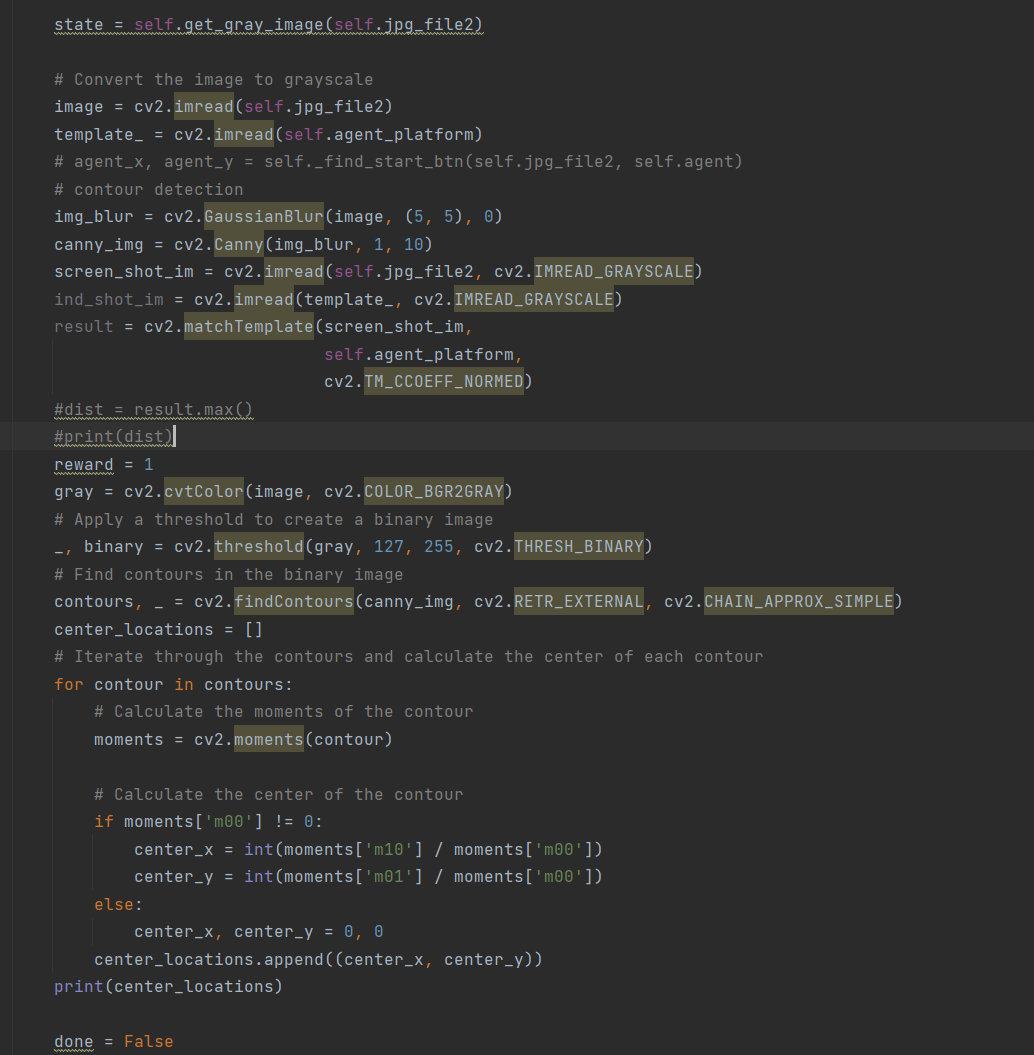 state = self.get_gray_image(self.jpg_file2)
# Convert the image to grayscale
image = cv2.imread(self.jpg_file2)
template_ = cv2.imread(self.agent_platform)
# agent_x, agent_y = self._find_start_btn(self.jpg_file2, self.agent)
# contour detection
img_blur = cv2.GaussianBlur(image, (5, 5), 0)
canny_img = cv2.Canny(img_blur, 1, 10)
screen_shot_im = cv2.imread(self.jpg_file2, cv2.IMREAD_GRAYSCALE)
ind_shot_im = cv2.imread(template_, cv2.IMREAD_GRAYSCALE)
result = cv2.matchTemplate(screen_shot_im,
                           self.agent_platform,
                           cv2.TM_CCOEFF_NORMED)
#dist = result.max()
#print(dist)
reward = 1
gray = cv2.cvtColor(image, cv2.COLOR_BGR2GRAY)
# Apply a threshold to create a binary image
_, binary = cv2.threshold(gray, 127, 255, cv2.THRESH_BINARY)
# Find contours in the binary image
contours, _ = cv2.findContours(canny_img, cv2.RETR_EXTERNAL, cv2.CHAIN_APPROX_SIMPLE)
center_locations = []
# Iterate through the contours and calculate the center of each contour
for contour in contours:
    # Calculate the moments of the contour
    moments = cv2.moments(contour)
    # Calculate the center of the contour
    if moments['m00'] != 0:
        center_x = int(moments['m10'] / moments['m00'])
        center_y = int(moments['m01'] / moments['m00'])
    else:
        center_x, center_y = 0, 0
    center_locations.append((center_x, center_y))
print(center_locations)
done = False